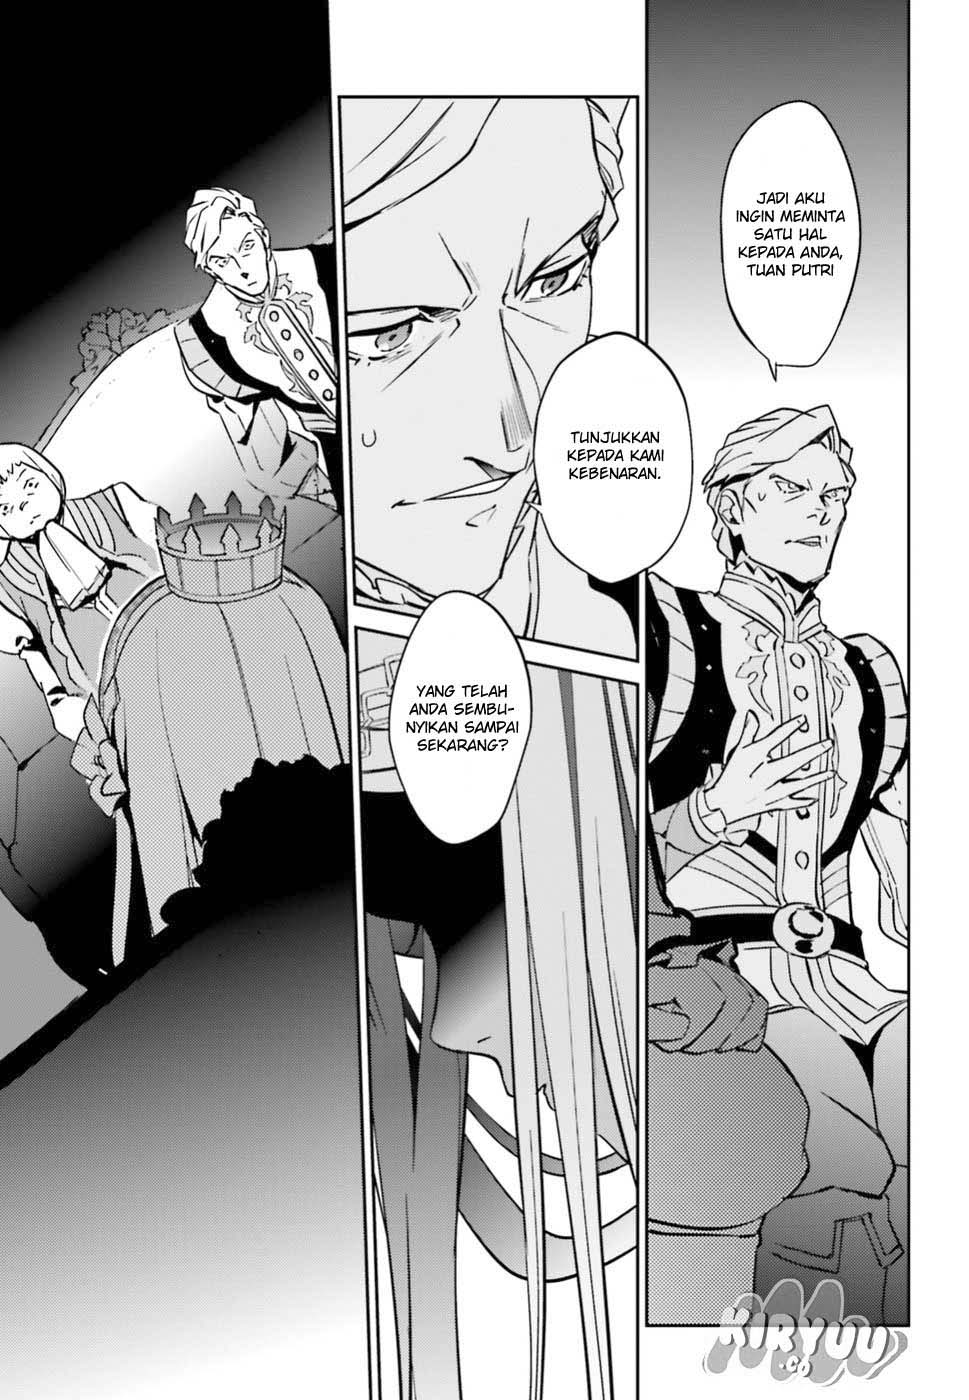 JADI AKU
INGIN MEMINTA
SATU HAL
KEPADA ANDA,
TUAN PUTRI
TUNJUKKAN
KEPADA KAMI
KEBENARAN.
YANG TELAH
ANDA SEMBU-
NYIKAN SAMPAI
SEKARANG?
KIRYUU
.CO